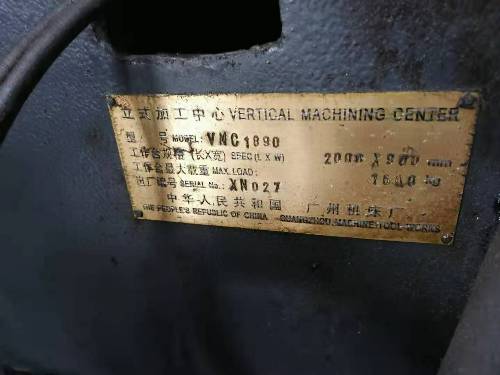 立式加工中心 VERTICAL MACHINING CENTER
型 号 MODEL: VMC1890
工作台规格 (长X宽) EFEC (L X W) 2000 X 900 mm
工作台最大载重 MAX. LOAD: kg
出厂编号 SERIAL No.: XN027
中华人民共和国 广州机床厂
THE PEOPLE'S REPUBLIC OF CHINA GUANGZHOU MACHINE TOOL WORKS